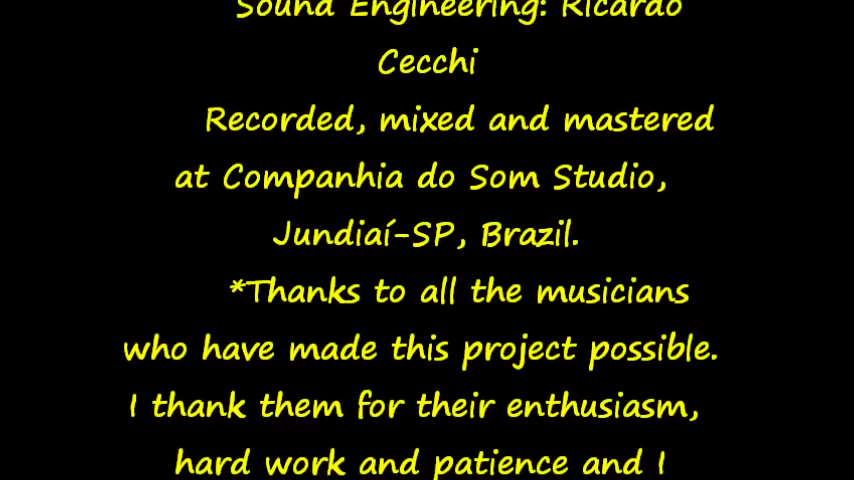 Sound Engineering: Ricardo
Cecchi
Recorded, mixed and mastered
at Companhia do Som Studio,
Jundiaí-SP, Brazil.
*Thanks to all the musicians
who have made this project possible.
I thank them for their enthusiasm,
hard work and patience and I